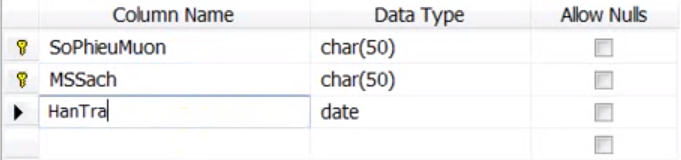 Column Name Data Type Allow Nulls
SoPhieuMuon char(50)
MSSach char(50)
HanTra date